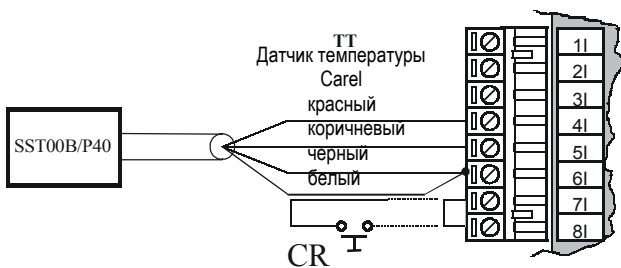 TT
Датчик температуры
Carel
красный
коричневый
черный
белый
SST00B/P40
CR
1I
2I
3I
4I
5I
6I
7I
8I